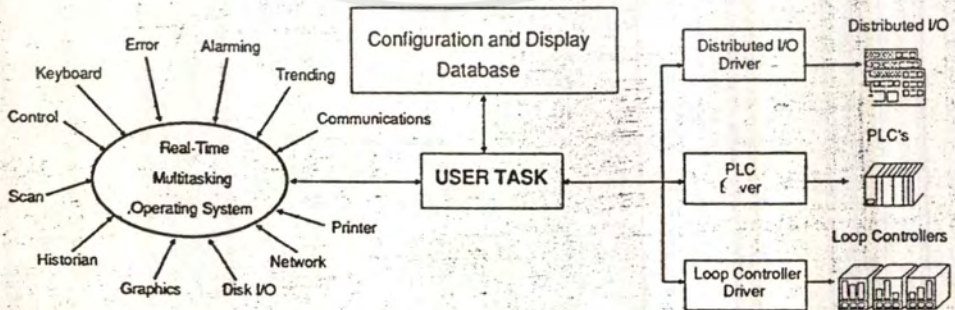 Error
Alarming
Keyboard
Trending
Control
Communications
Scan
Real-Time
Multitasking
Operating System
Printer
Historian
Network
Graphics
Disk I/O
Configuration and Display
Database
USER TASK
Distributed I/O
Driver
Distributed I/O
PLC
PLC's
Loop Controllers
Loop Controller
Driver